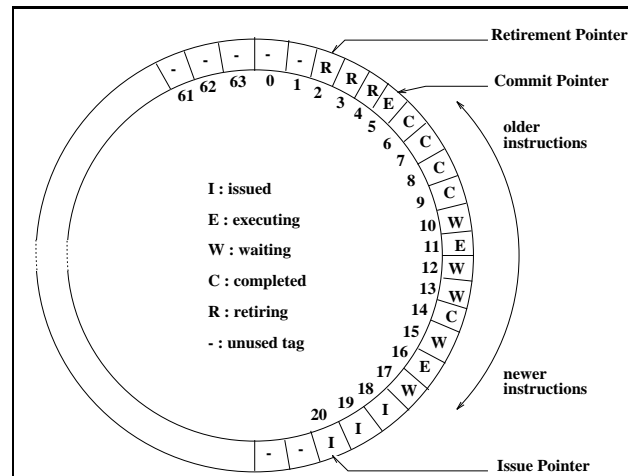 Retirement Pointer
Commit Pointer
- - - - - R R R E C C C C W E W W C W E W I I I - -
61 62 63 0 1 2 3 4 5 6 7 8 9 10 11 12 13 14 15 16 17 18 19 20
older
instructions
I : issued
E : executing
W : waiting
C : completed
R : retiring
- : unused tag
newer
instructions
Issue Pointer